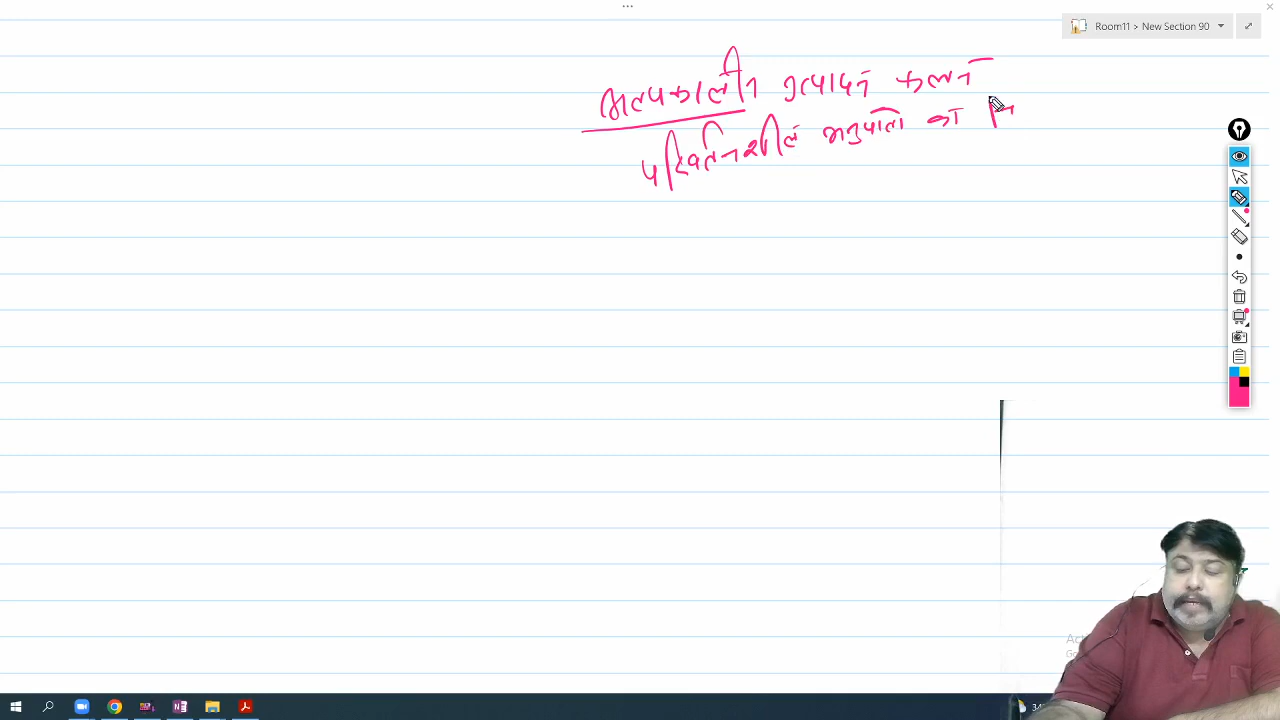 Room11 > New Section 90
अल्पकालीन उत्पादन फलन
परिवर्तनशील अनुपातो का नि